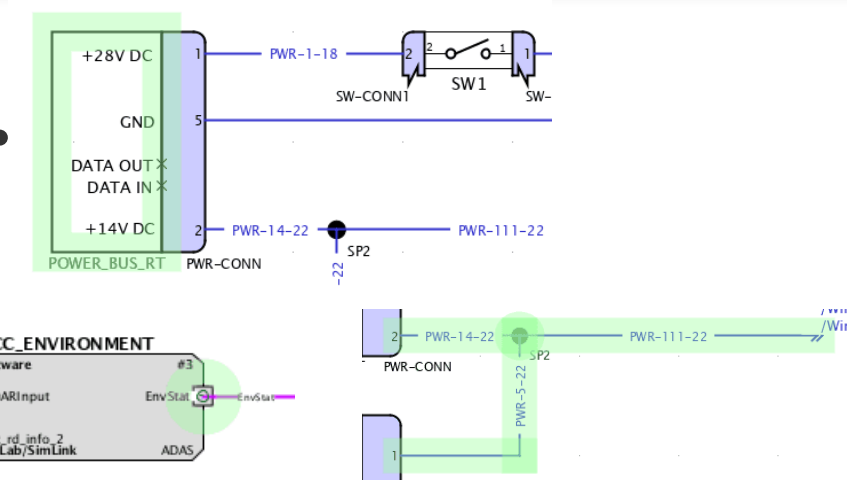 +28V DC 1 PWR-1-18 2 2 1 1
SW1
SW-CONN1 SW-
GND 5
DATA OUT
DATA IN
+14V DC 2 PWR-14-22 PWR-111-22
SP2
-22
POWER_BUS_RT PWR-CONN
CC_ENVIRONMENT
tware #3
ARInput EnvStat EnvStat
_rd_info_2
Lab/SimLink ADAS
2 PWR-14-22 PWR-111-22
/Wir
SP2
PWR-CONN
PWR-5-22
1